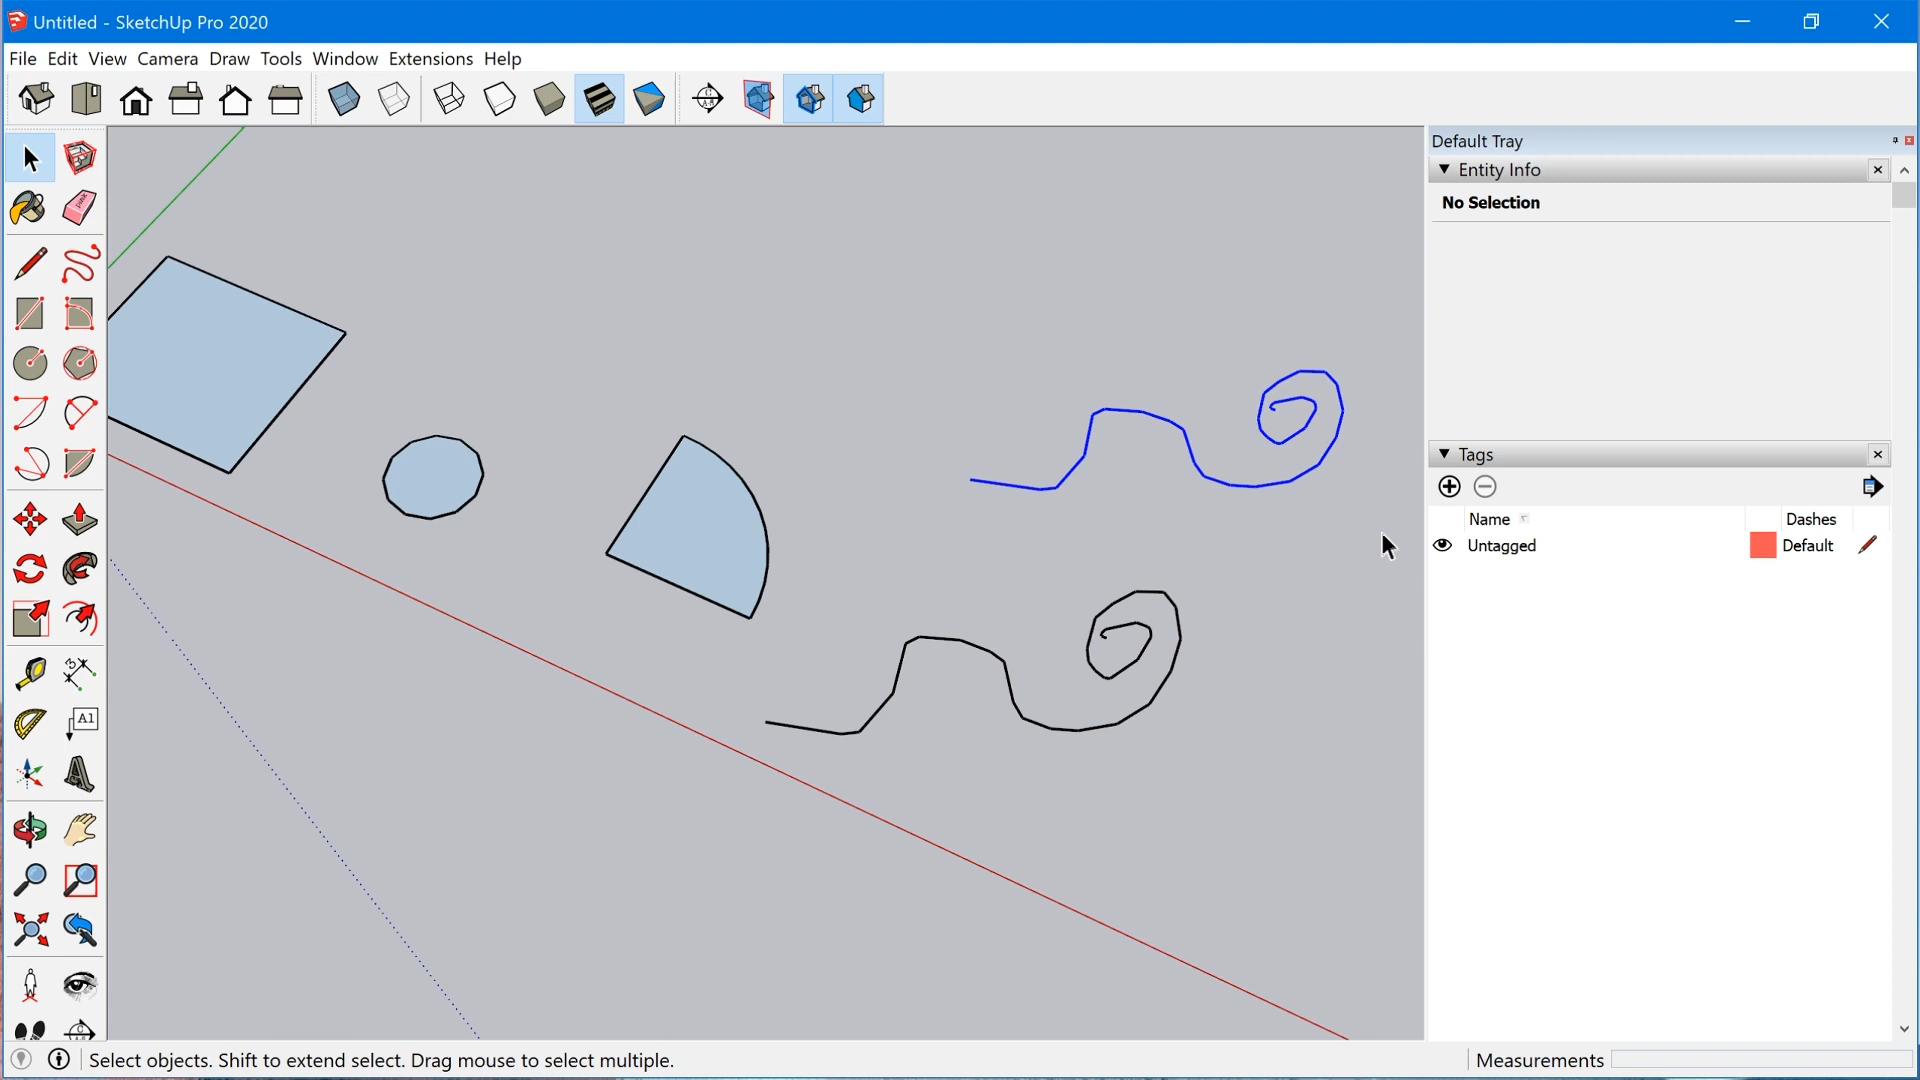 Untitled - SketchUp Pro 2020
File Edit View Camera Draw Tools Window Extensions Help
Default Tray
Entity Info
No Selection
Tags
Name Dashes
Untagged Default
A1
Select objects. Shift to extend select. Drag mouse to select multiple.
Measurements